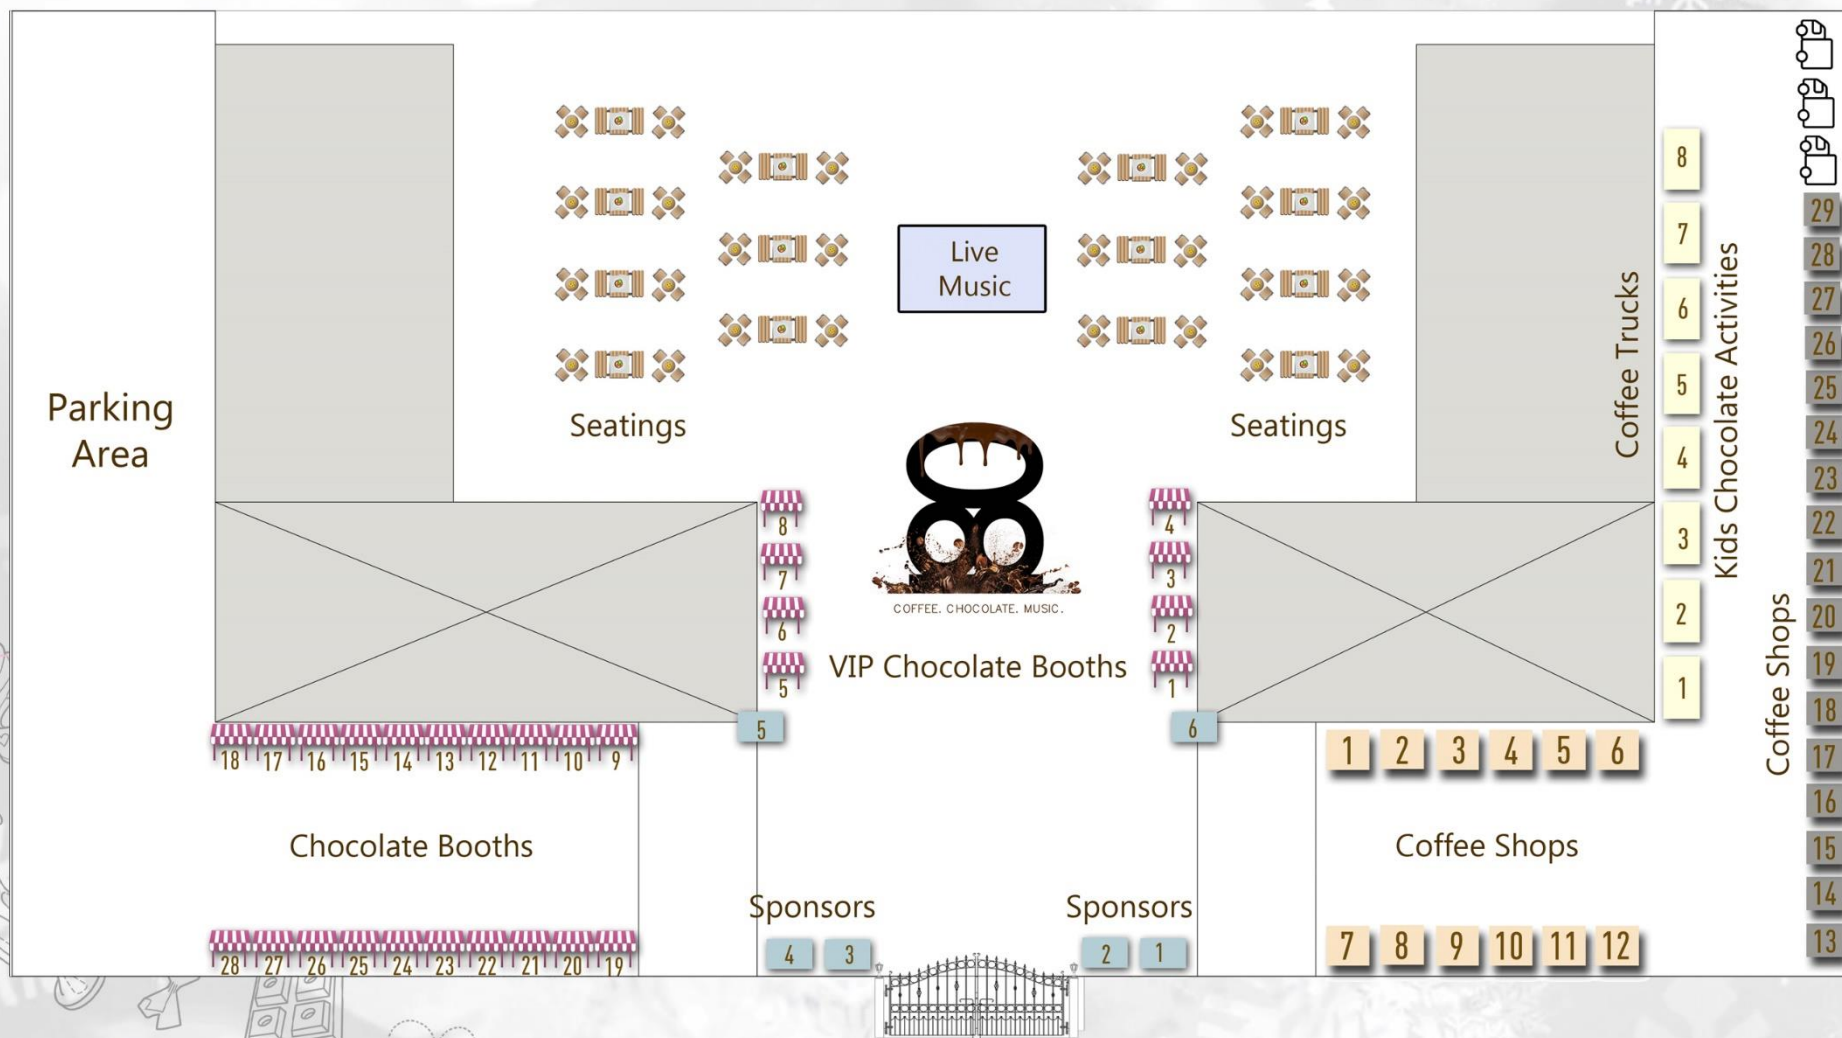 Parking
Area
Seatings
Live
Music
Seatings
Coffee Trucks
Kids Chocolate Activities
8
7
6
5
4
3
2
1
29
28
27
26
25
24
23
22
21
20
19
18
17
16
15
14
13
Coffee Shops
8
7
6
5
4
3
2
1
COFFEE. CHOCOLATE. MUSIC.
VIP Chocolate Booths
5
6
18 17 16 15 14 13 12 11 10 9
Chocolate Booths
28 27 26 25 24 23 22 21 20 19
Sponsors
4 3
Sponsors
2 1
1 2 3 4 5 6
Coffee Shops
7 8 9 10 11 12